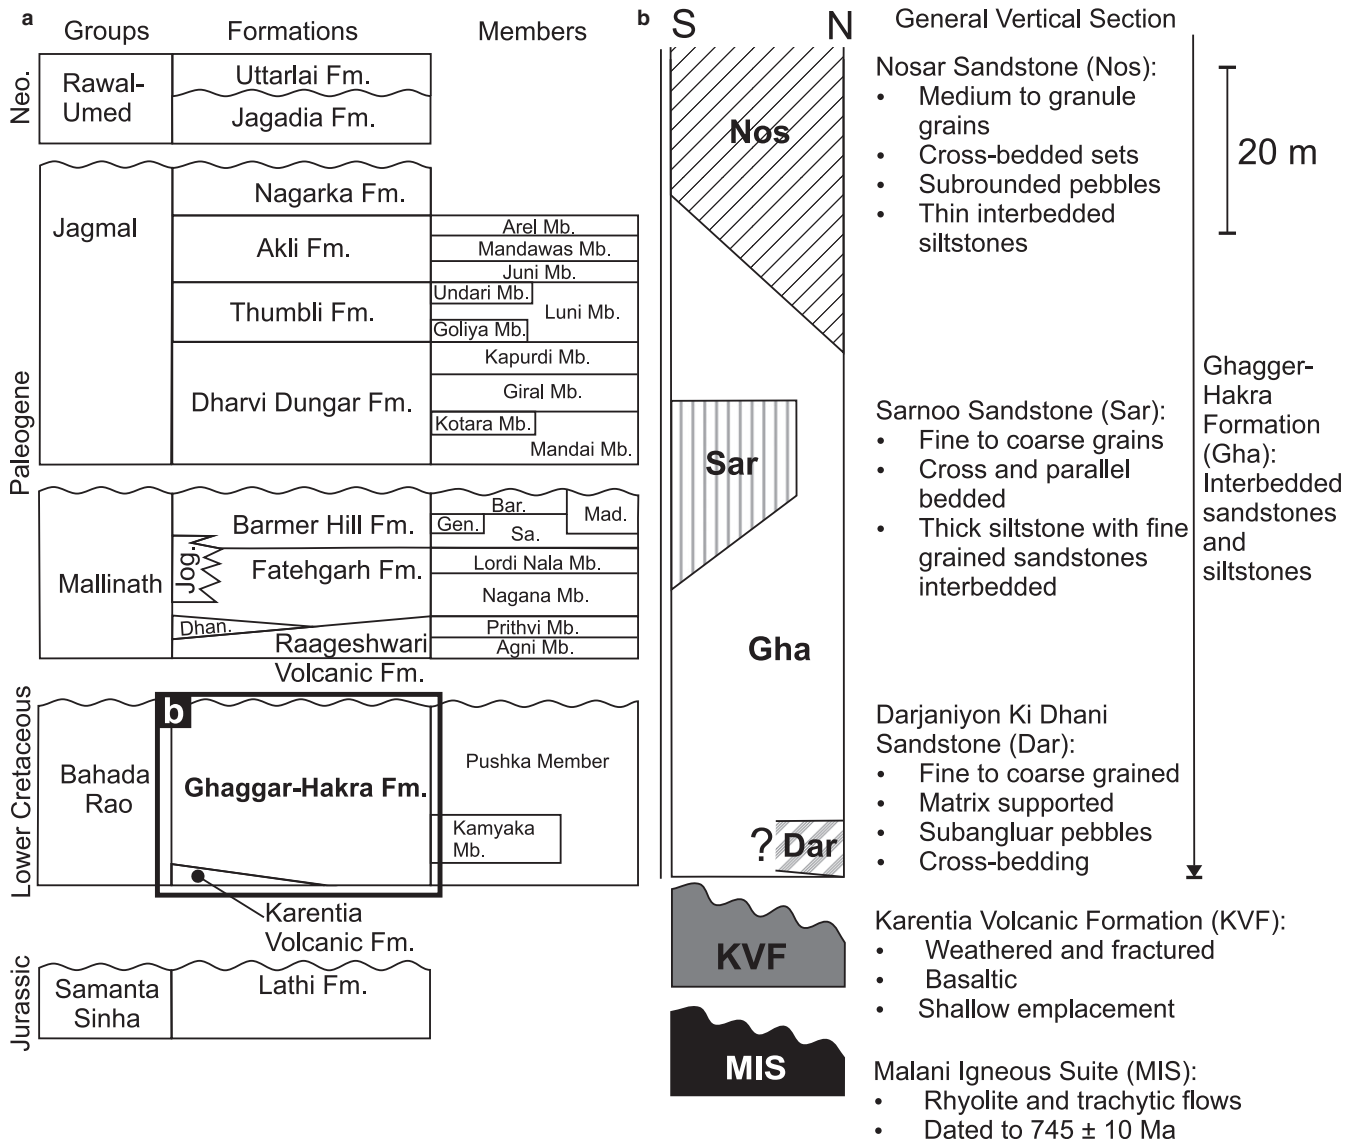 a
Groups
Formations
Members
Neo.
Rawal-
Umed
Uttarlai Fm.
Jagadia Fm.
Paleogene
Jagmal
Nagarka Fm.
Akli Fm.
Arel Mb.
Mandawas Mb.
Juni Mb.
Thumbli Fm.
Undari Mb.
Luni Mb.
Goliya Mb.
Dharvi Dungar Fm.
Kapurdi Mb.
Giral Mb.
Kotara Mb.
Mandai Mb.
Mallinath
Barmer Hill Fm.
Bar.
Gen.
Sa.
Mad.
Jog.
Fatehgarh Fm.
Lordi Nala Mb.
Nagana Mb.
Dhan.
Raageshwari
Volcanic Fm.
Prithvi Mb.
Agni Mb.
Lower Cretaceous
Bahada
Rao
b
Ghaggar-Hakra Fm.
Pushka Member
Kamyaka
Mb.
Karentia
Volcanic Fm.
Jurassic
Samanta
Sinha
Lathi Fm.
b
S
N
General Vertical Section
Nos
Sar
Gha
? Dar
KVF
MIS
Nosar Sandstone (Nos):
• Medium to granule
grains
• Cross-bedded sets
• Subrounded pebbles
• Thin interbedded
siltstones
20 m
Sarnoo Sandstone (Sar):
• Fine to coarse grains
• Cross and parallel
bedded
• Thick siltstone with fine
grained sandstones
interbedded
Ghagger-
Hakra
Formation
(Gha):
Interbedded
sandstones
and
siltstones
Darjaniyon Ki Dhani
Sandstone (Dar):
• Fine to coarse grained
• Matrix supported
• Subangluar pebbles
• Cross-bedding
Karentia Volcanic Formation (KVF):
• Weathered and fractured
• Basaltic
• Shallow emplacement
Malani Igneous Suite (MIS):
• Rhyolite and trachytic flows
• Dated to 745 ± 10 Ma